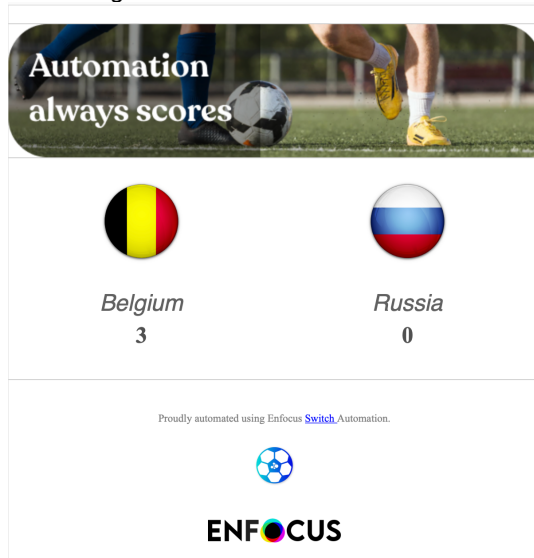 Automation
always scores
Belgium
Russia
3
0
Proudly automated using Enfocus Switch Automation.
ENFOCUS